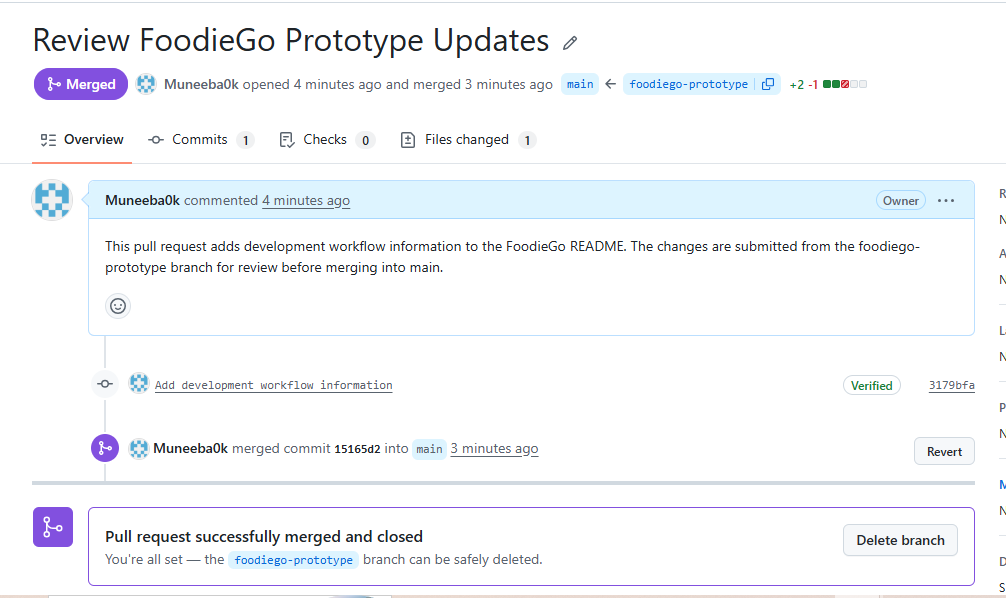 Review FoodieGo Prototype Updates
Merged Muneeba0k opened 4 minutes ago and merged 3 minutes ago main ← foodiego-prototype +2 -1
Overview Commits 1 Checks 0 Files changed 1
Muneeba0k commented 4 minutes ago Owner
This pull request adds development workflow information to the FoodieGo README. The changes are submitted from the foodiego-
prototype branch for review before merging into main.
Add development workflow information Verified 3179bfa
Muneeba0k merged commit 15165d2 into main 3 minutes ago Revert
Pull request successfully merged and closed
You're all set — the foodiego-prototype branch can be safely deleted. Delete branch